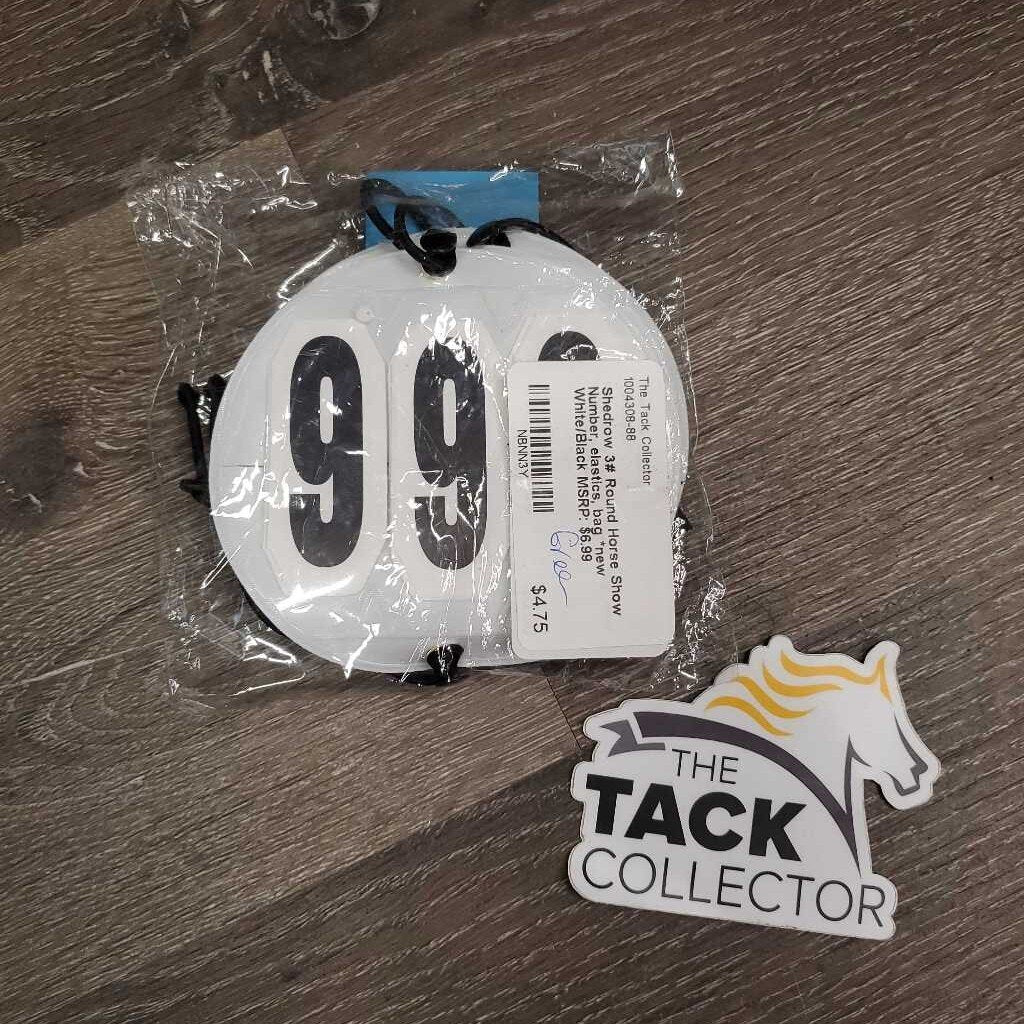 99
The Tack Collector
1004308-88
Shedrow 3# Round Horse Show
Number, elastics, bag *new
White/Black MSRP: $6.99
NBNN3Y
$4.75
THE
TACK
COLLECTOR